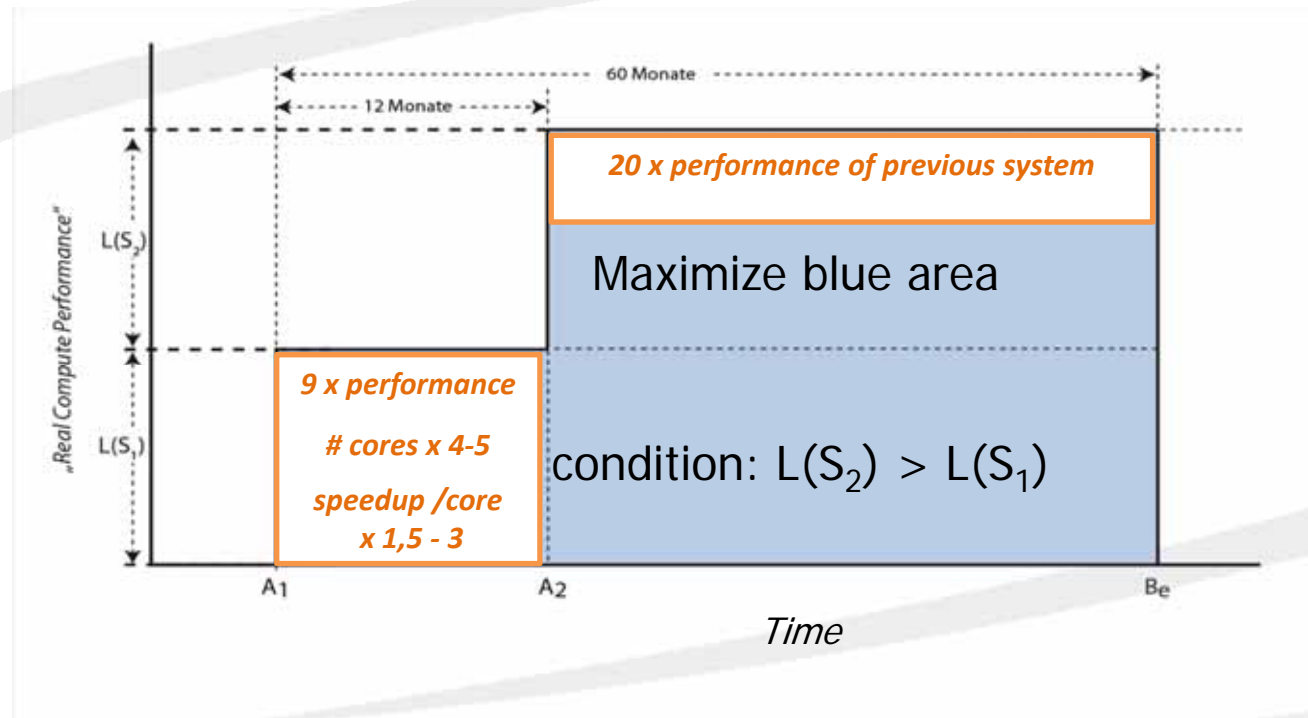 60 Monate
12 Monate
20 x performance of previous system
„Real Compute Performance"
L(S₂)
Maximize blue area
L(S₁)
9 x performance
# cores x 4-5
speedup /core
x 1,5 - 3
condition: L(S₂) > L(S₁)
A1
A2
Be
Time